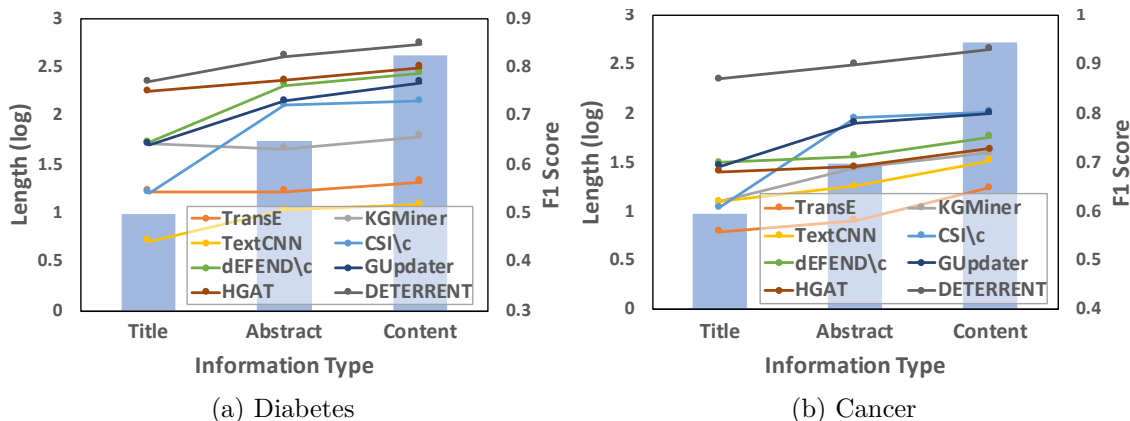 3
2.5
2
1.5
1
0.5
0
Length (log)
0.9
0.8
0.7
0.6
0.5
0.4
0.3
F1 Score
TransE KGMiner
TextCNN CSI\c
dEFEND\c GUpdater
HGAT DETERRENT
Title Abstract Content
Information Type
(a) Diabetes
3
2.5
2
1.5
1
0.5
0
Length (log)
1
0.9
0.8
0.7
0.6
0.5
0.4
F1 Score
TransE KGMiner
TextCNN CSI\c
dEFEND\c GUpdater
HGAT DETERRENT
Title Abstract Content
Information Type
(b) Cancer